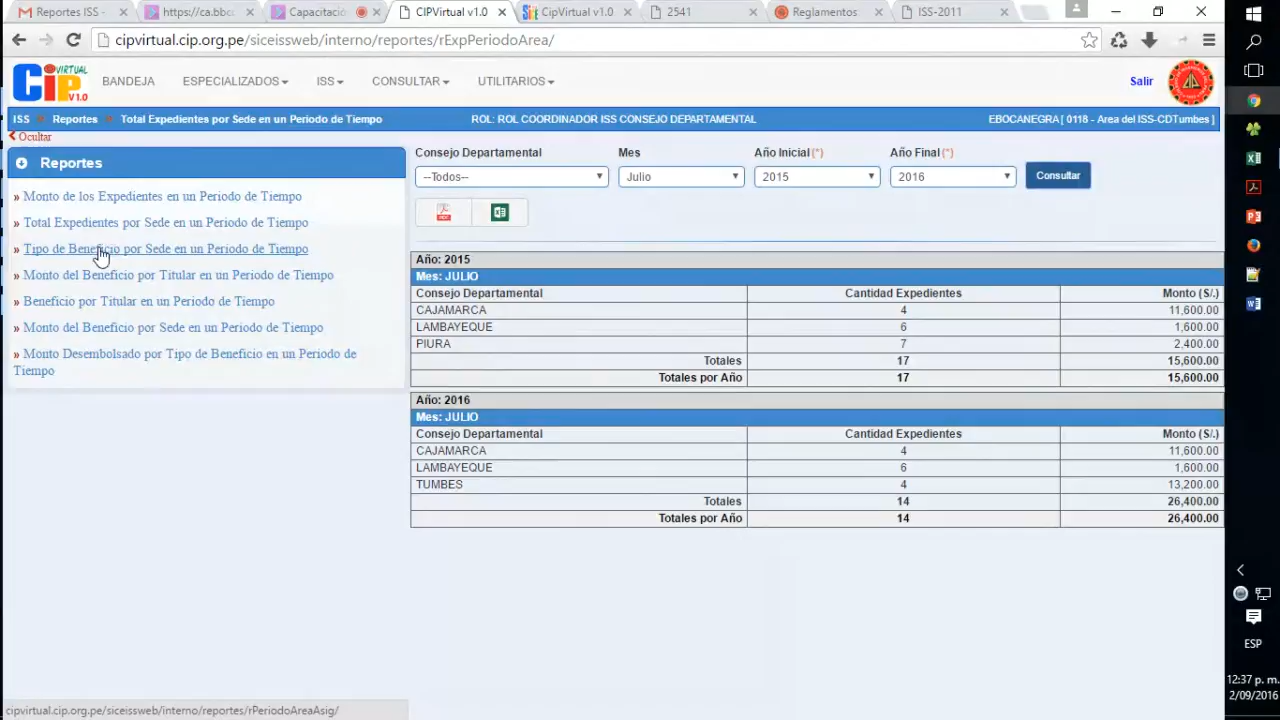 Reportes ISS -
https://ca.bbc
Capacitació
CIPVirtual v1.0
CipVirtual v1.0
2541
Reglamentos
ISS-2011
cipvirtual.cip.org.pe/siceissweb/interno/reportes/rExpPeriodoArea/
CIP VIRTUAL V1.0
BANDEJA ESPECIALIZADOS ISS CONSULTAR UTILITARIOS Salir
ISS » Reportes » Total Expedientes por Sede en un Periodo de Tiempo
ROL: ROL COORDINADOR ISS CONSEJO DEPARTAMENTAL
EBOCANEGRA [ 0118 - Area del ISS-CDTumbes ]
Ocultar
Reportes
» Monto de los Expedientes en un Periodo de Tiempo
» Total Expedientes por Sede en un Periodo de Tiempo
» Tipo de Beneficio por Sede en un Periodo de Tiempo
» Monto del Beneficio por Titular en un Periodo de Tiempo
» Beneficio por Titular en un Periodo de Tiempo
» Monto del Beneficio por Sede en un Periodo de Tiempo
» Monto Desembolsado por Tipo de Beneficio en un Periodo de
Tiempo
Consejo Departamental Mes Año Inicial (*) Año Final (*)
--Todos-- Julio 2015 2016 Consultar
Año: 2015
Mes: JULIO
Consejo Departamental Cantidad Expedientes Monto (S/.)
CAJAMARCA 4 11,600.00
LAMBAYEQUE 6 1,600.00
PIURA 7 2,400.00
Totales 17 15,600.00
Totales por Año 17 15,600.00
Año: 2016
Mes: JULIO
Consejo Departamental Cantidad Expedientes Monto (S/.)
CAJAMARCA 4 11,600.00
LAMBAYEQUE 6 1,600.00
TUMBES 4 13,200.00
Totales 14 26,400.00
Totales por Año 14 26,400.00
cipvirtual.cip.org.pe/siceissweb/interno/reportes/rPeriodoAreaAsig/
ESP
12:37 p. m.
2/09/2016